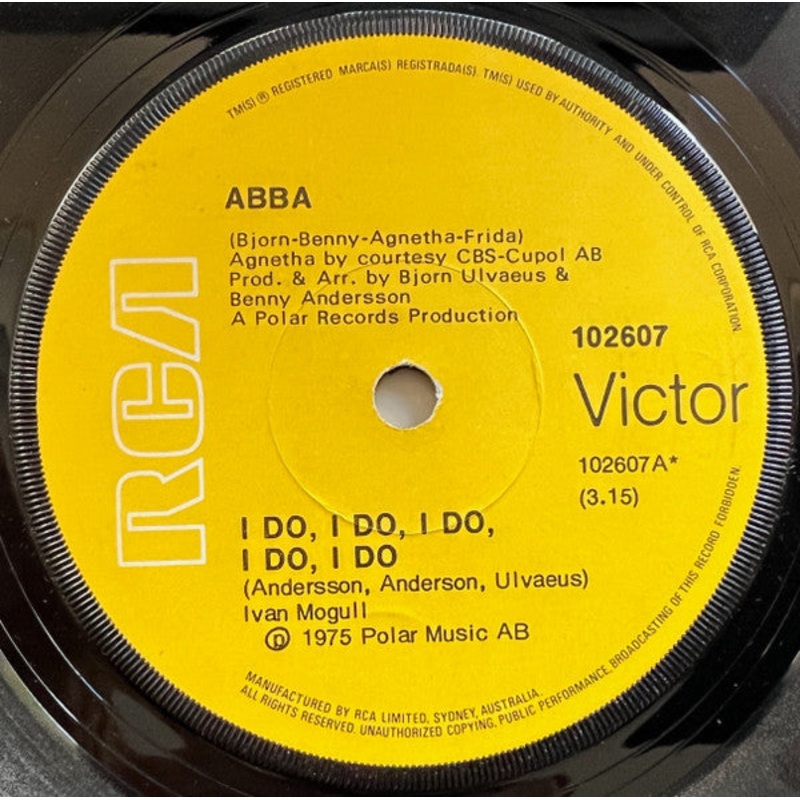 TM(S) ® REGISTERED MARCA(S) REGISTRADA(S). TM(S) USED BY AUTHORITY AND UNDER CONTROL OF RCA CORPORATION.
ABBA
(Bjorn-Benny-Agnetha-Frida)
Agnetha by courtesy CBS-Cupol AB
Prod. & Arr. by Bjorn Ulvaeus &
Benny Andersson
A Polar Records Production
RCA
102607
Victor
102607A*
(3.15)
I DO, I DO, I DO,
I DO, I DO
(Andersson, Anderson, Ulvaeus)
Ivan Mogull
℗ 1975 Polar Music AB
MANUFACTURED BY RCA LIMITED, SYDNEY, AUSTRALIA.
ALL RIGHTS RESERVED. UNAUTHORIZED COPYING, PUBLIC PERFORMANCE, BROADCASTING OF THIS RECORD FORBIDDEN.